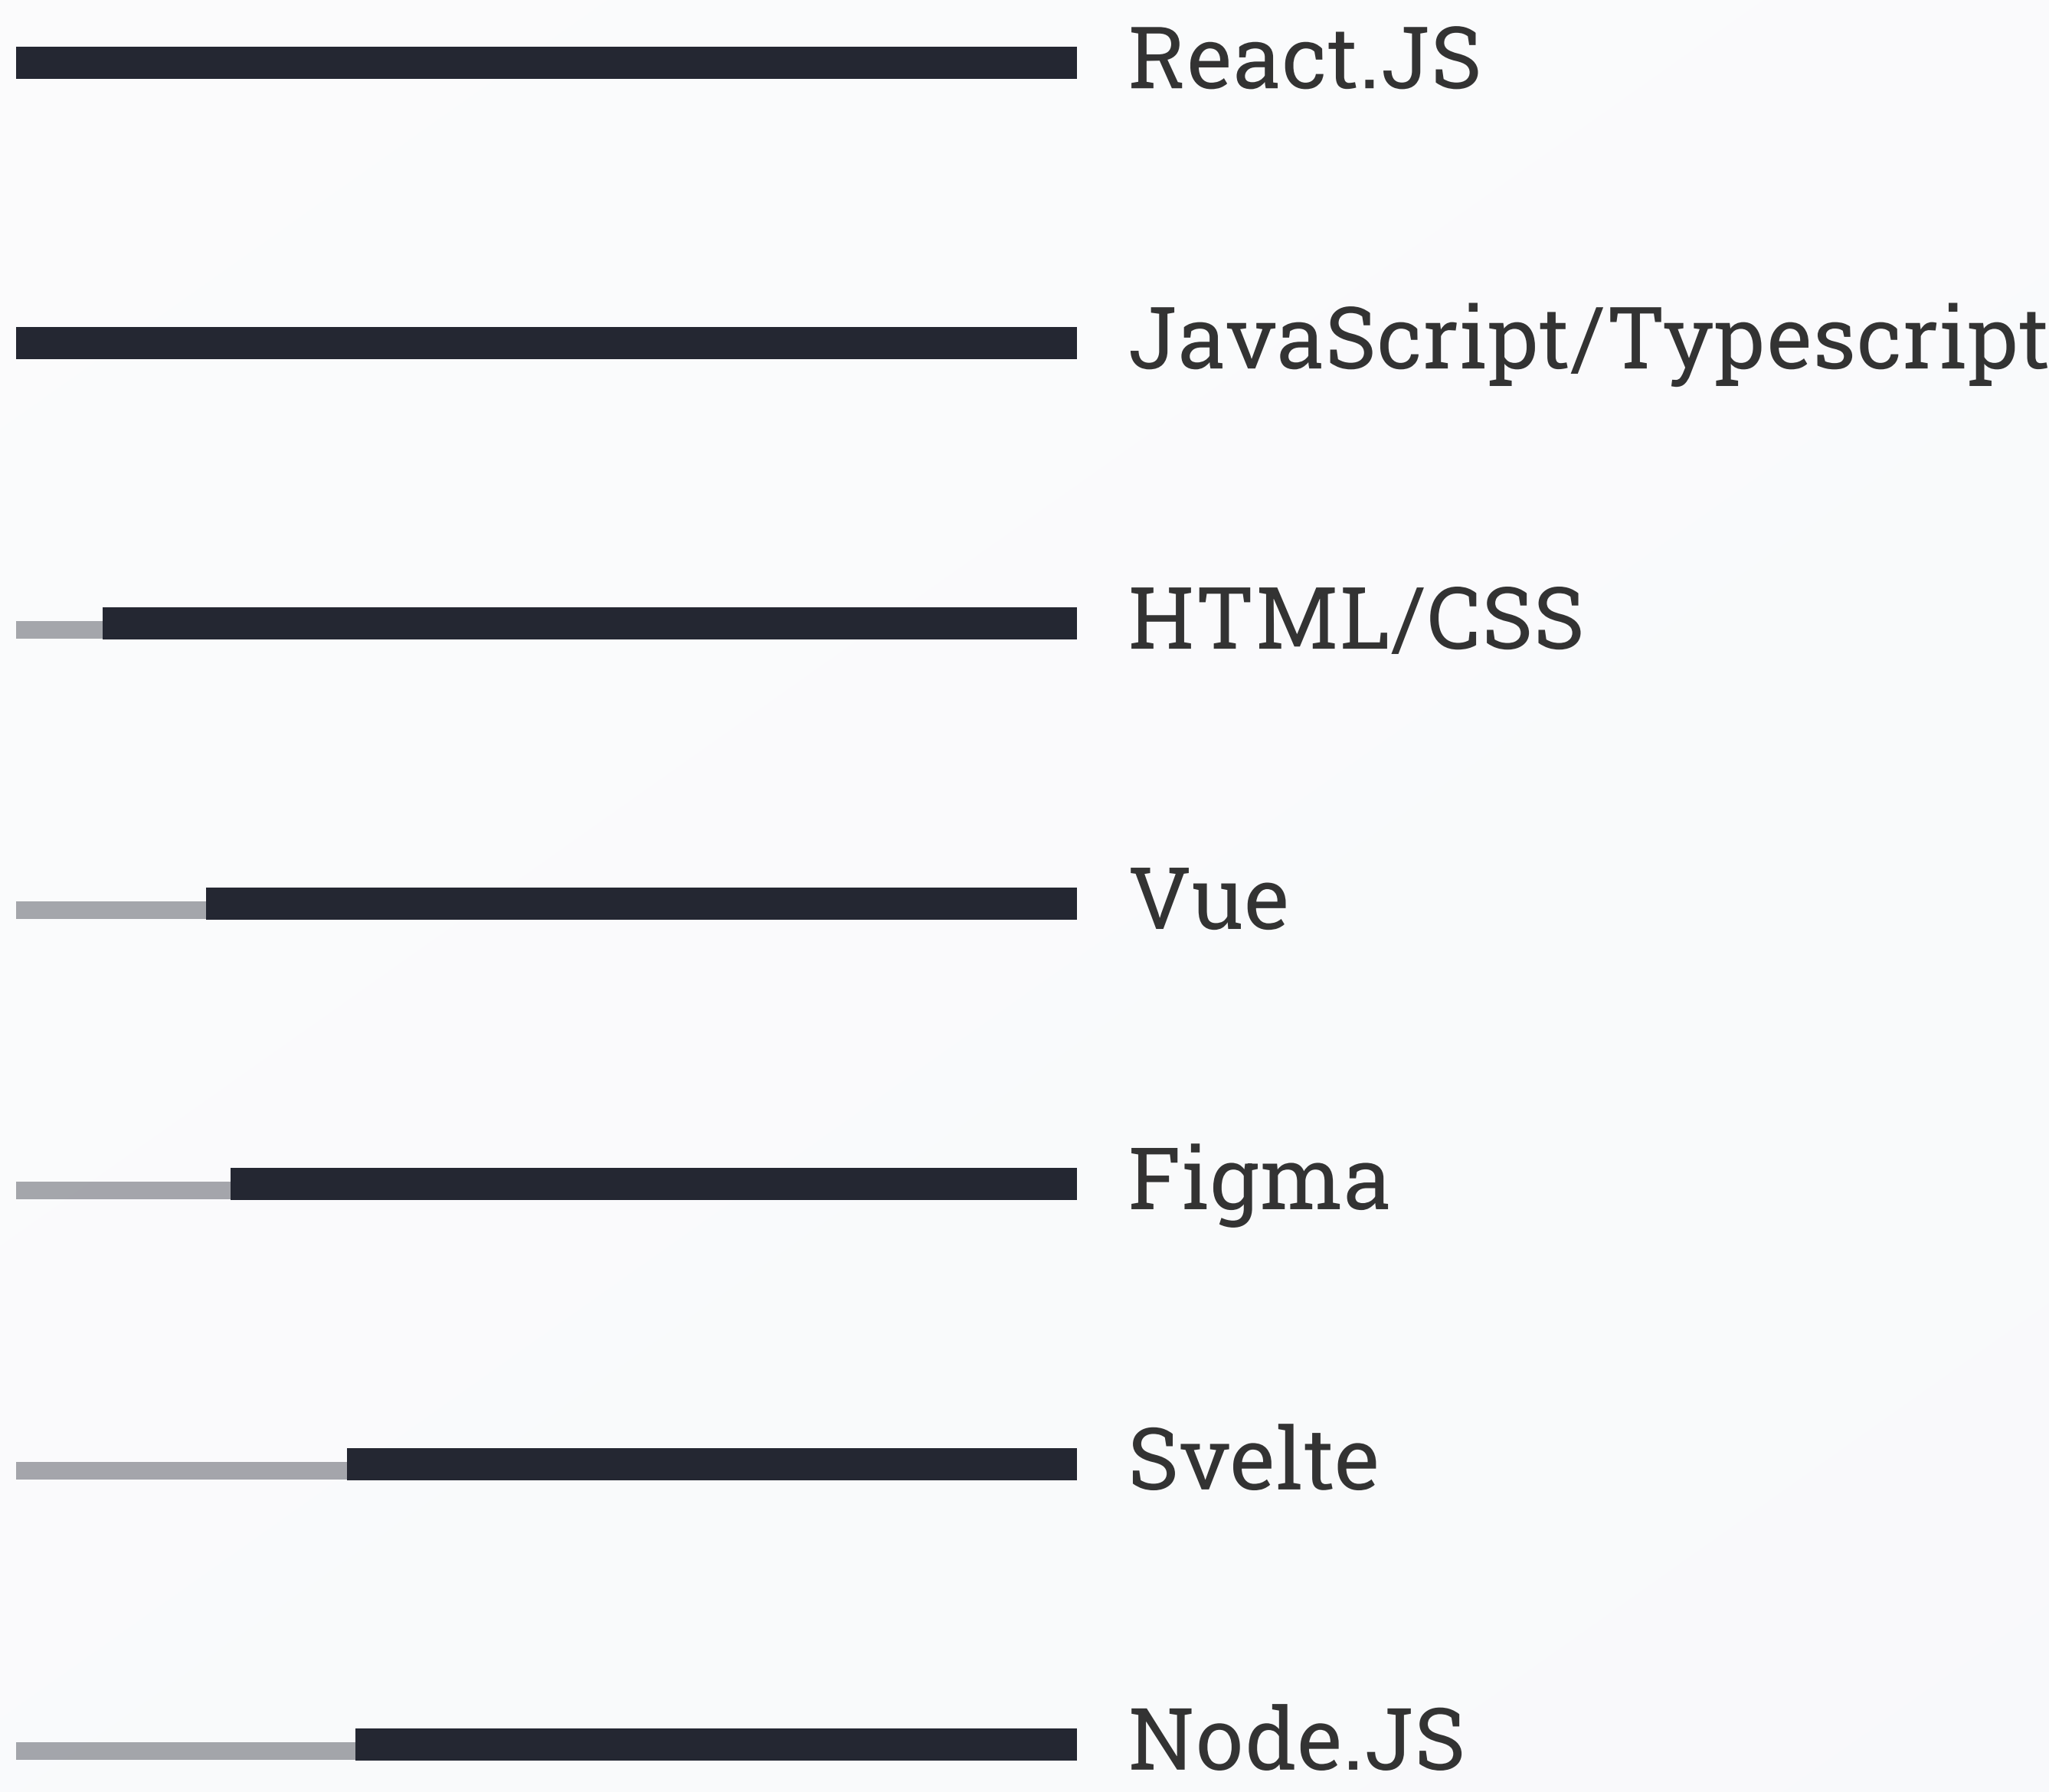 React.JS
JavaScript/Typescript
HTML/CSS
Vue
Figma
Svelte
Node.JS